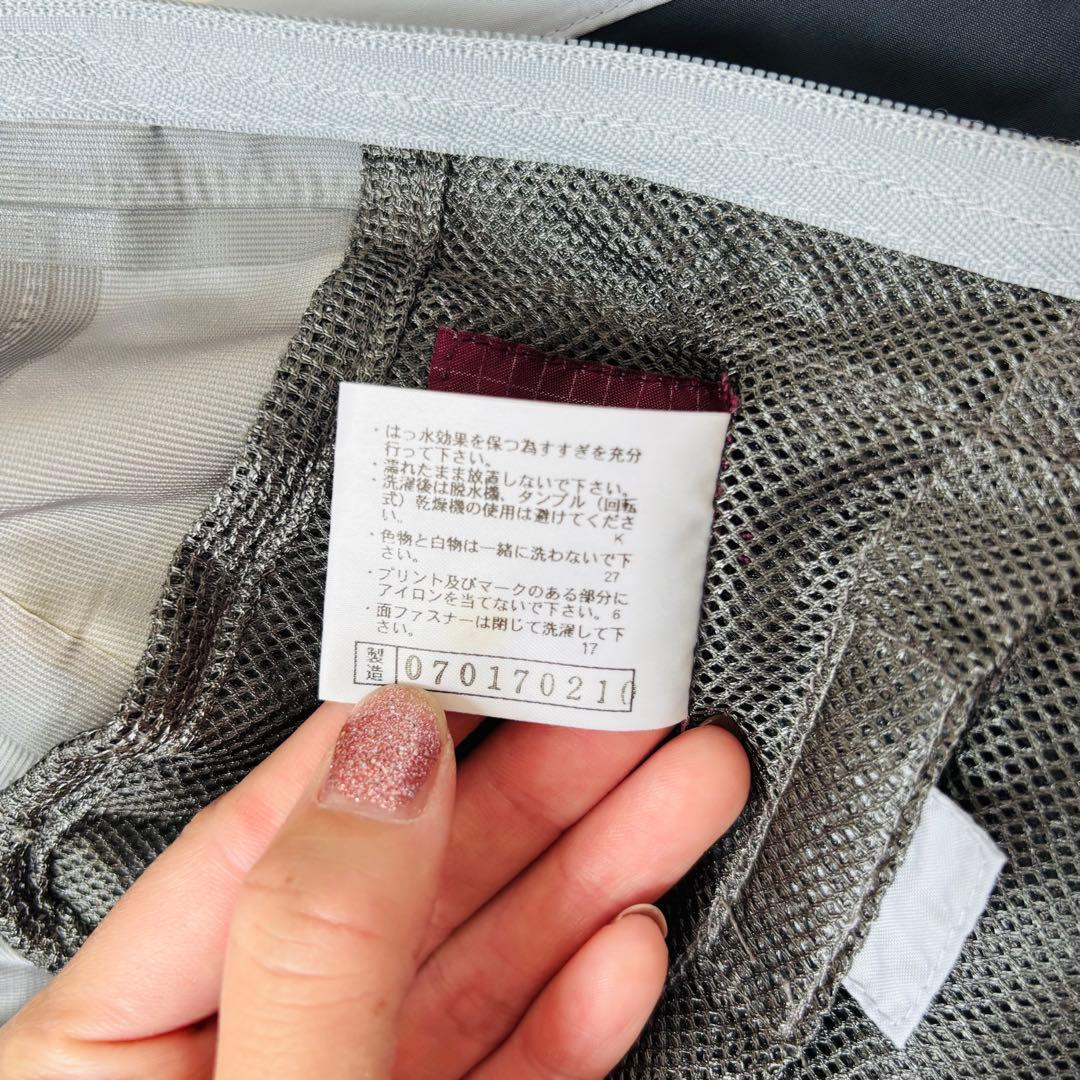 ・はっ水効果を保つ為すすぎを充分
行って下さい。
・濡れたまま放置しないで下さい。
・洗濯後は脱水機、タンブル（回転
式）乾燥機の使用は避けてくださ
い。 K
・色物と白物は一緒に洗わないで下
さい。 27
・プリント及びマークのある部分に
アイロンを当てないで下さい。6
・面ファスナーは閉じて洗濯して下
さい。 17
製造 070170210